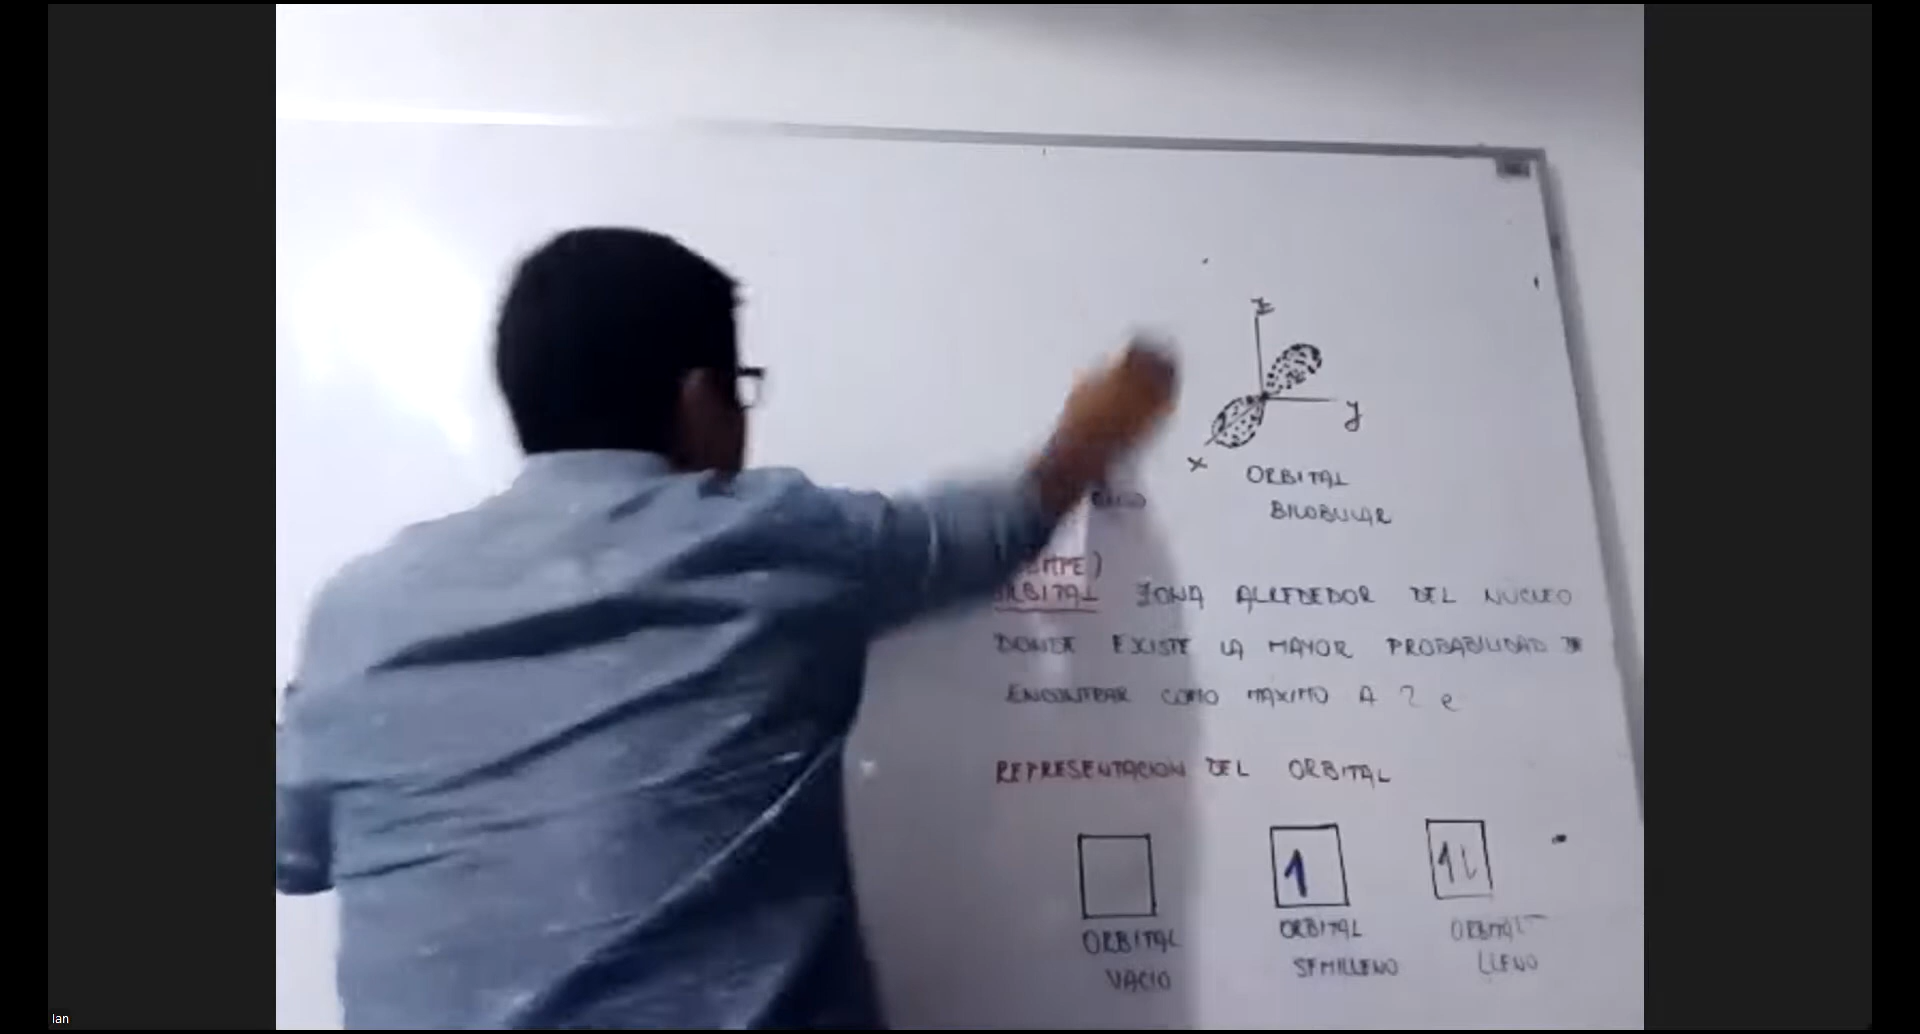 z
y
x
ORBITAL
BILOBULAR
ORBITAL ZONA ALREDEDOR DEL NUCLEO
DONDE EXISTE LA MAYOR PROBABILIDAD DE
ENCONTRAR COMO MAXIMO A 2 e
REPRESENTACION DEL ORBITAL
1 1L
ORBITAL ORBITAL ORBITAL
VACIO SEMILLENO LLENO
Ian